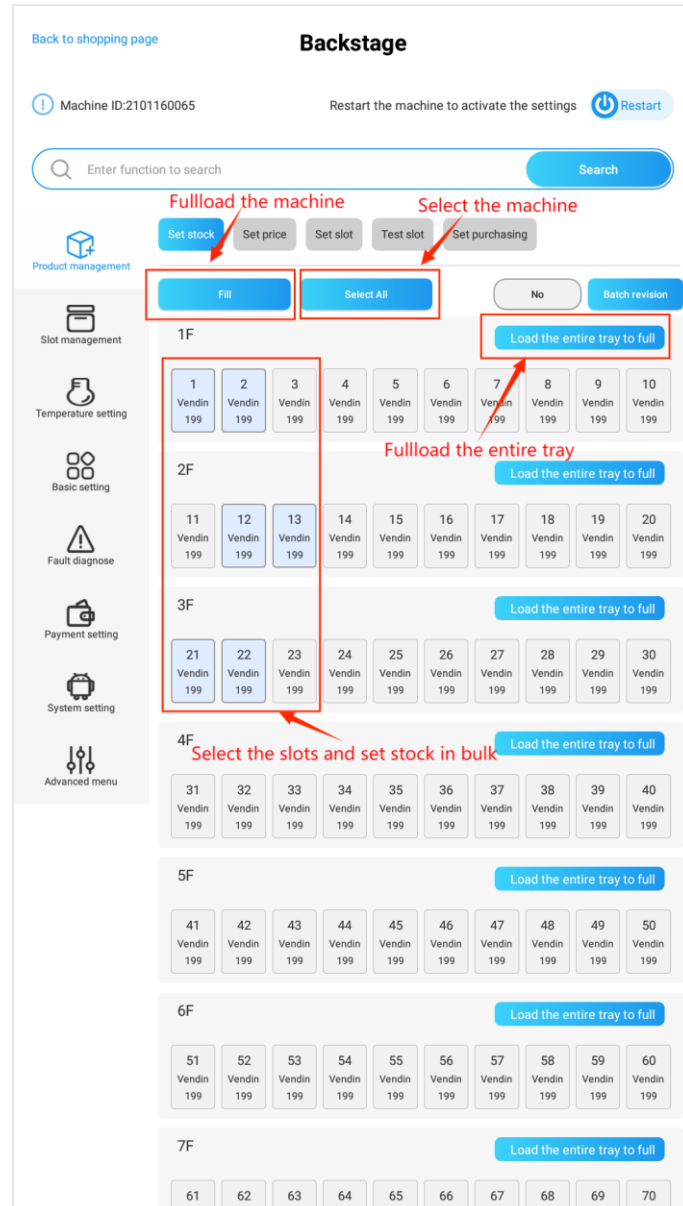 Back to shopping page
Backstage
Machine ID:2101160065
Restart the machine to activate the settings
Restart
Enter function to search
Search
Fullload the machine
Select the machine
Product management
Set stock
Set price
Set slot
Test slot
Set purchasing
Fill
Select All
No
Batch revision
Slot management
Temperature setting
Basic setting
Fault diagnose
Payment setting
System setting
Advanced menu
1F
Load the entire tray to full
1 2 3 4 5 6 7 8 9 10
Vendin Vendin Vendin Vendin Vendin Vendin Vendin Vendin Vendin Vendin
199 199 199 199 199 199 199 199 199 199
Fullload the entire tray
2F
Load the entire tray to full
11 12 13 14 15 16 17 18 19 20
Vendin Vendin Vendin Vendin Vendin Vendin Vendin Vendin Vendin Vendin
199 199 199 199 199 199 199 199 199 199
3F
Load the entire tray to full
21 22 23 24 25 26 27 28 29 30
Vendin Vendin Vendin Vendin Vendin Vendin Vendin Vendin Vendin Vendin
199 199 199 199 199 199 199 199 199 199
4F
Select the slots and set stock in bulk
Load the entire tray to full
31 32 33 34 35 36 37 38 39 40
Vendin Vendin Vendin Vendin Vendin Vendin Vendin Vendin Vendin Vendin
199 199 199 199 199 199 199 199 199 199
5F
Load the entire tray to full
41 42 43 44 45 46 47 48 49 50
Vendin Vendin Vendin Vendin Vendin Vendin Vendin Vendin Vendin Vendin
199 199 199 199 199 199 199 199 199 199
6F
Load the entire tray to full
51 52 53 54 55 56 57 58 59 60
Vendin Vendin Vendin Vendin Vendin Vendin Vendin Vendin Vendin Vendin
199 199 199 199 199 199 199 199 199 199
7F
Load the entire tray to full
61 62 63 64 65 66 67 68 69 70